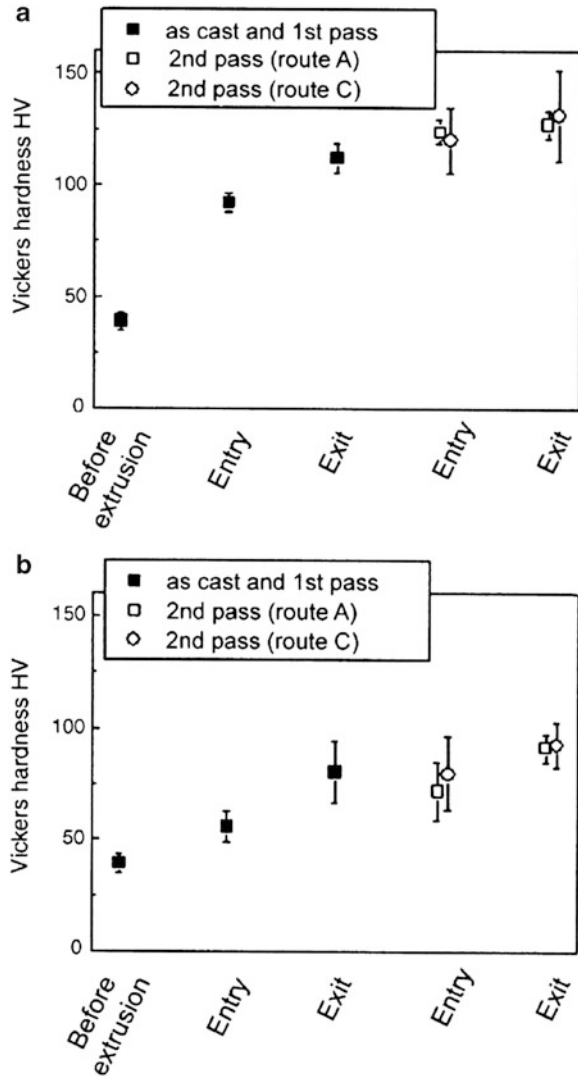 a
as cast and 1st pass
2nd pass (route A)
2nd pass (route C)
150
100
50
0
Vickers hardness HV
Before
extrusion
Entry
Exit
Entry
Exit
b
as cast and 1st pass
2nd pass (route A)
2nd pass (route C)
150
100
50
0
Vickers hardness HV
Before
extrusion
Entry
Exit
Entry
Exit